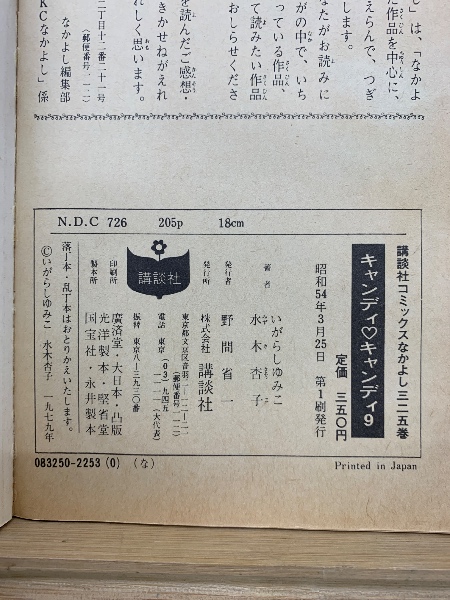 し」は、「なかよ
た作品を中心に、
えらんで、つぎ
します。
なたがお読みに
がの中で、いち
っている作品、
て読みたい作品
おしらせくださ
を読んだご感想・
きかせねがえれ
れしく思います。
二丁目十二番二十一号
(郵便番号一一二)
なかよし編集部
KCなかよし」係
N.D.C 726 205p 18cm
講談社コミックスなかよし三二五巻
キャンディ♡キャンディ9
定価 三五〇円
昭和54年3月25日 第1刷発行
著者 いがらしゆみこ
水木杏子
発行者 野間省一
発行所 株式会社 講談社
東京都文京区音羽二-一二-二一
(郵便番号一一二)
電話 東京(03)九四五-一一一一(大代表)
振替 東京八-三九三〇番
講談社
印刷所 廣済堂・大日本・凸版
製本所 光洋製本・堅省堂
国宝社・永井製本
落丁本・乱丁本はおとりかえいたします。
©いがらしゆみこ 水木杏子 一九七九年
083250-2253(0) (な)
Printed in Japan